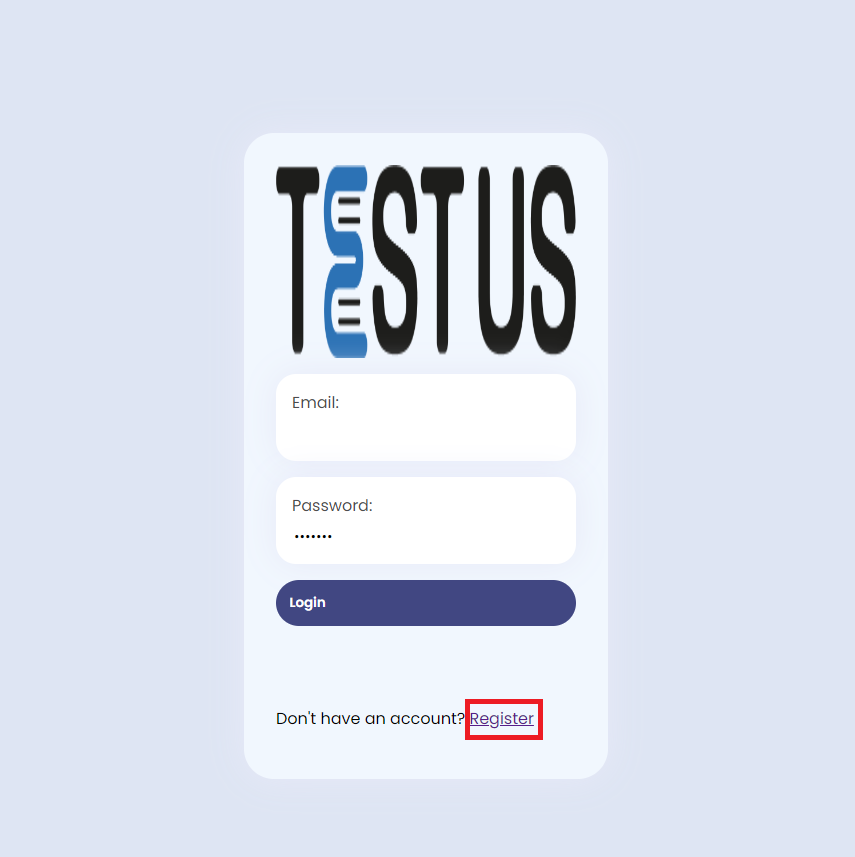 TESTUS
Email:
Password:
•••••••
Login
Don't have an account? Register